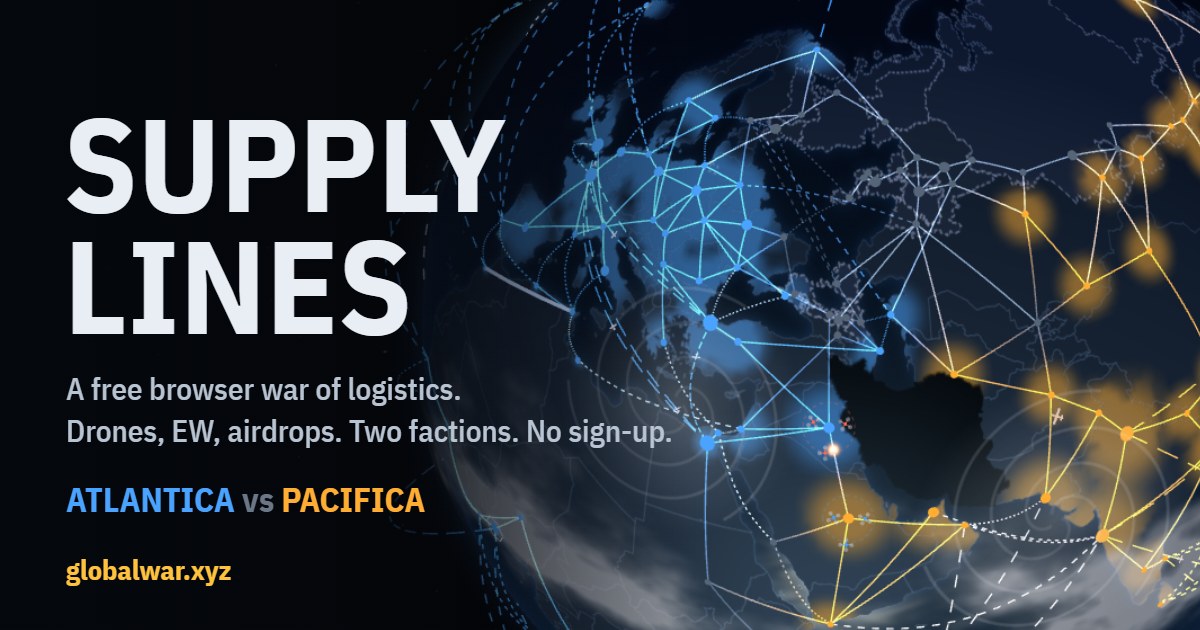 SUPPLY
LINES
A free browser war of logistics.
Drones, EW, airdrops. Two factions. No sign-up.
ATLANTICA vs PACIFICA
globalwar.xyz